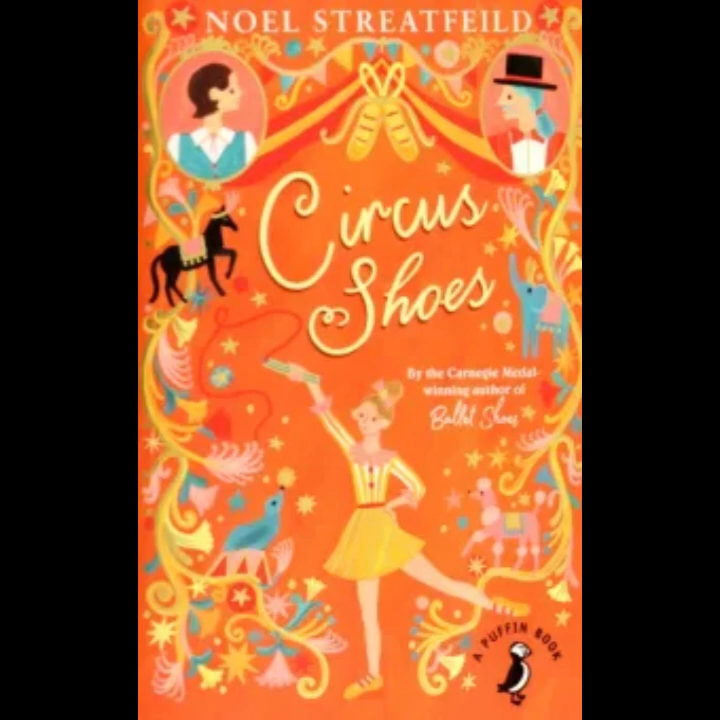 NOEL STREATFEILD
Circus
Shoes
By the Carnegie Medal-
winning author of
Ballet Shoes
A PUFFIN BOOK